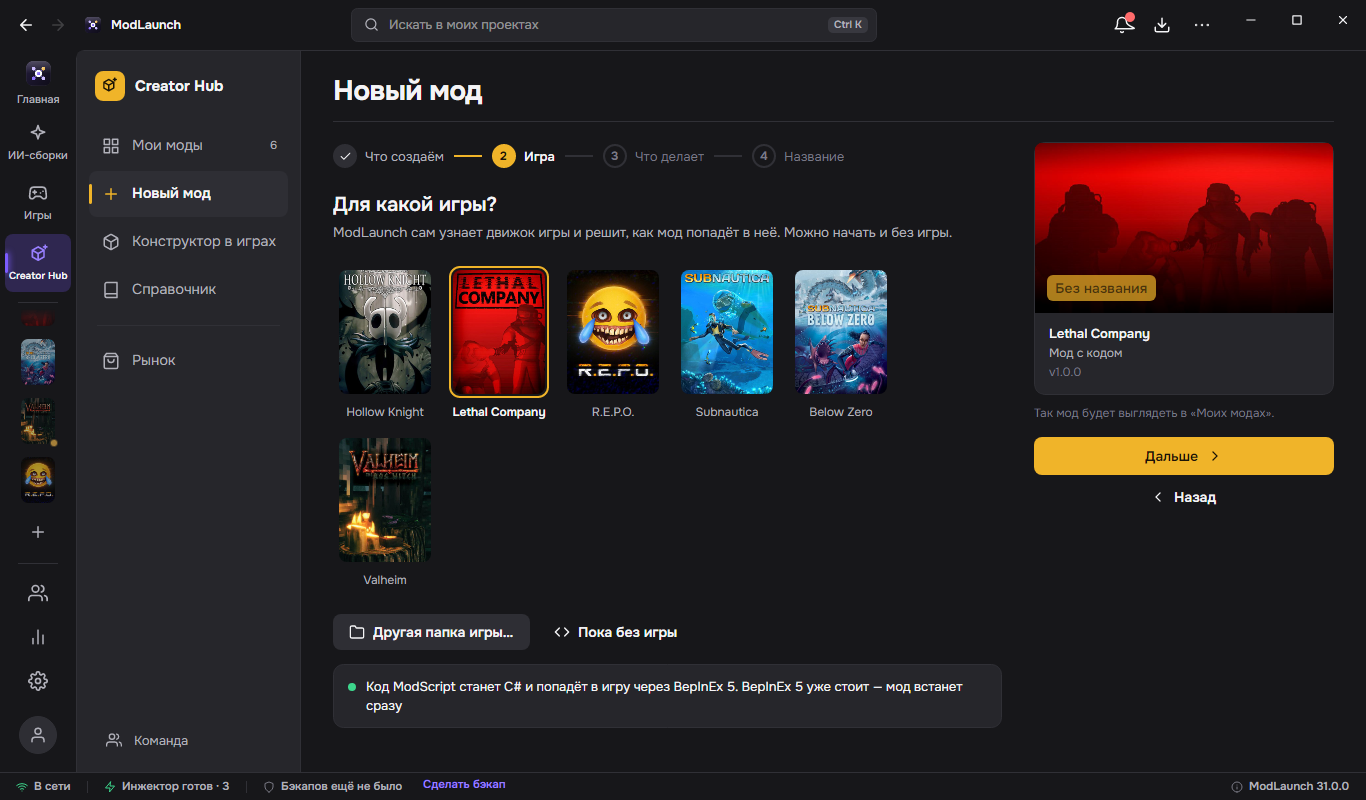 ModLaunch
Искать в моих проектах
Ctrl K
Главная
ИИ-сборки
Игры
Creator Hub
Creator Hub
Мои моды 6
Новый мод
Конструктор в играх
Справочник
Рынок
Команда
Новый мод
Что создаём
2 Игра
3 Что делает
4 Название
Для какой игры?
ModLaunch сам узнает движок игры и решит, как мод попадёт в неё. Можно начать и без игры.
HOLLOW KNIGHT
LETHAL
COMPANY
R.E.P.O.
SUBNAUTICA
SUBNAUTICA
BELOW ZERO
Hollow Knight
Lethal Company
R.E.P.O.
Subnautica
Below Zero
VALHEIM
Valheim
Другая папка игры...
Пока без игры
Код ModScript станет C# и попадёт в игру через BepInEx 5. BepInEx 5 уже стоит — мод встанет
сразу
Без названия
Lethal Company
Мод с кодом
v1.0.0
Так мод будет выглядеть в «Моих модах».
Дальше
Назад
В сети
Инжектор готов · 3
Бэкапов ещё не было
Сделать бэкап
ModLaunch 31.0.0